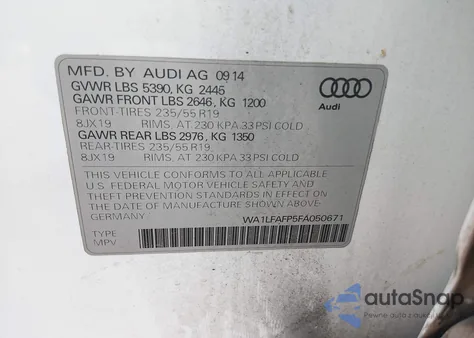 MFD. BY AUDI AG 09 14
GVWR LBS 5390, KG 2445
GAWR FRONT LBS 2646, KG 1200
FRONT-TIRES 235/55 R19
8JX19 RIMS, AT 230 KPA 33 PSI COLD
GAWR REAR LBS 2976, KG 1350
REAR-TIRES 235/55 R19
8JX19 RIMS, AT 230 KPA 33 PSI COLD
THIS VEHICLE CONFORMS TO ALL APPLICABLE
U.S. FEDERAL MOTOR VEHICLE SAFETY AND
THEFT PREVENTION STANDARDS IN EFFECT ON
THE DATE OF MANUFACTURE SHOWN ABOVE
GERMANY WA1LFAFP5FA050671
TYPE
MPV
Audi
autoSnap
Pewne auta z aukcji w USA